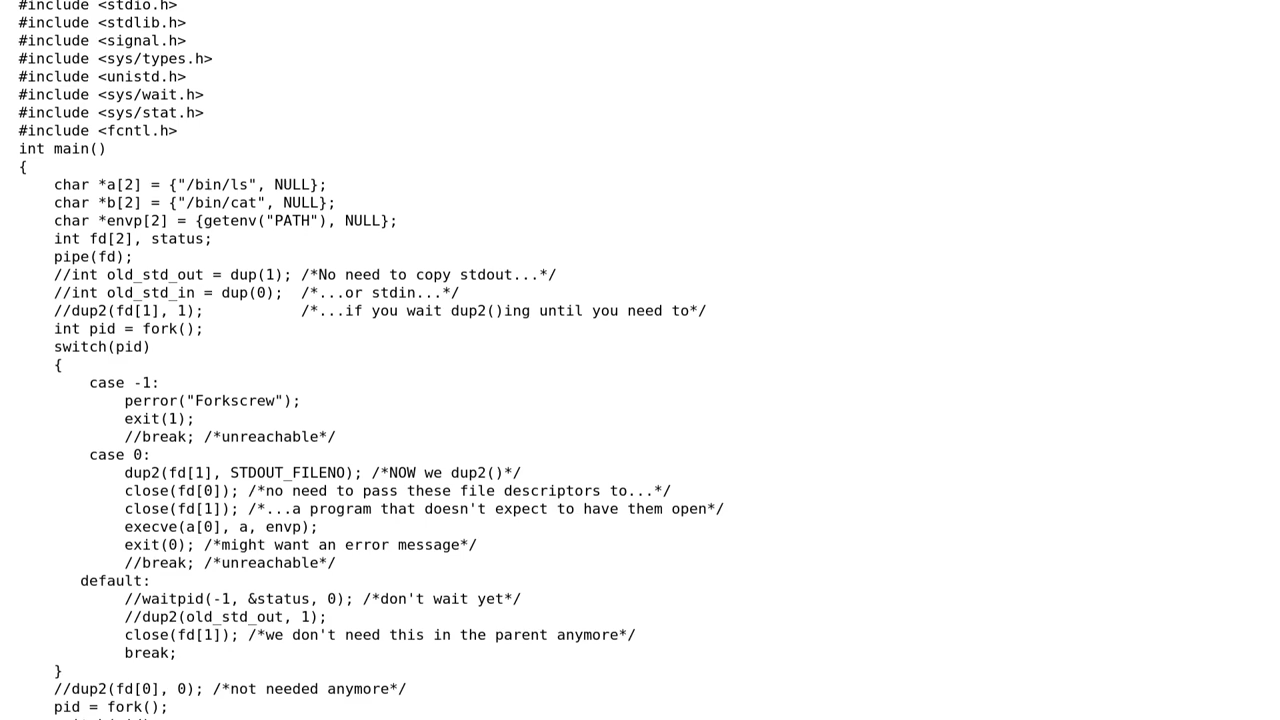 #include <stdio.h>
#include <stdlib.h>
#include <signal.h>
#include <sys/types.h>
#include <unistd.h>
#include <sys/wait.h>
#include <sys/stat.h>
#include <fcntl.h>
int main()
{
    char *a[2] = {"/bin/ls", NULL};
    char *b[2] = {"/bin/cat", NULL};
    char *envp[2] = {getenv("PATH"), NULL};
    int fd[2], status;
    pipe(fd);
    //int old_std_out = dup(1); /*No need to copy stdout...*/
    //int old_std_in = dup(0);  /*...or stdin...*/
    //dup2(fd[1], 1);           /*...if you wait dup2()ing until you need to*/
    int pid = fork();
    switch(pid)
    {
        case -1:
            perror("Forkscrew");
            exit(1);
            //break; /*unreachable*/
        case 0:
            dup2(fd[1], STDOUT_FILENO); /*NOW we dup2()*/
            close(fd[0]); /*no need to pass these file descriptors to...*/
            close(fd[1]); /*...a program that doesn't expect to have them open*/
            execve(a[0], a, envp);
            exit(0); /*might want an error message*/
            //break; /*unreachable*/
       default:
            //waitpid(-1, &status, 0); /*don't wait yet*/
            //dup2(old_std_out, 1);
            close(fd[1]); /*we don't need this in the parent anymore*/
            break;
    }
    //dup2(fd[0], 0); /*not needed anymore*/
    pid = fork();